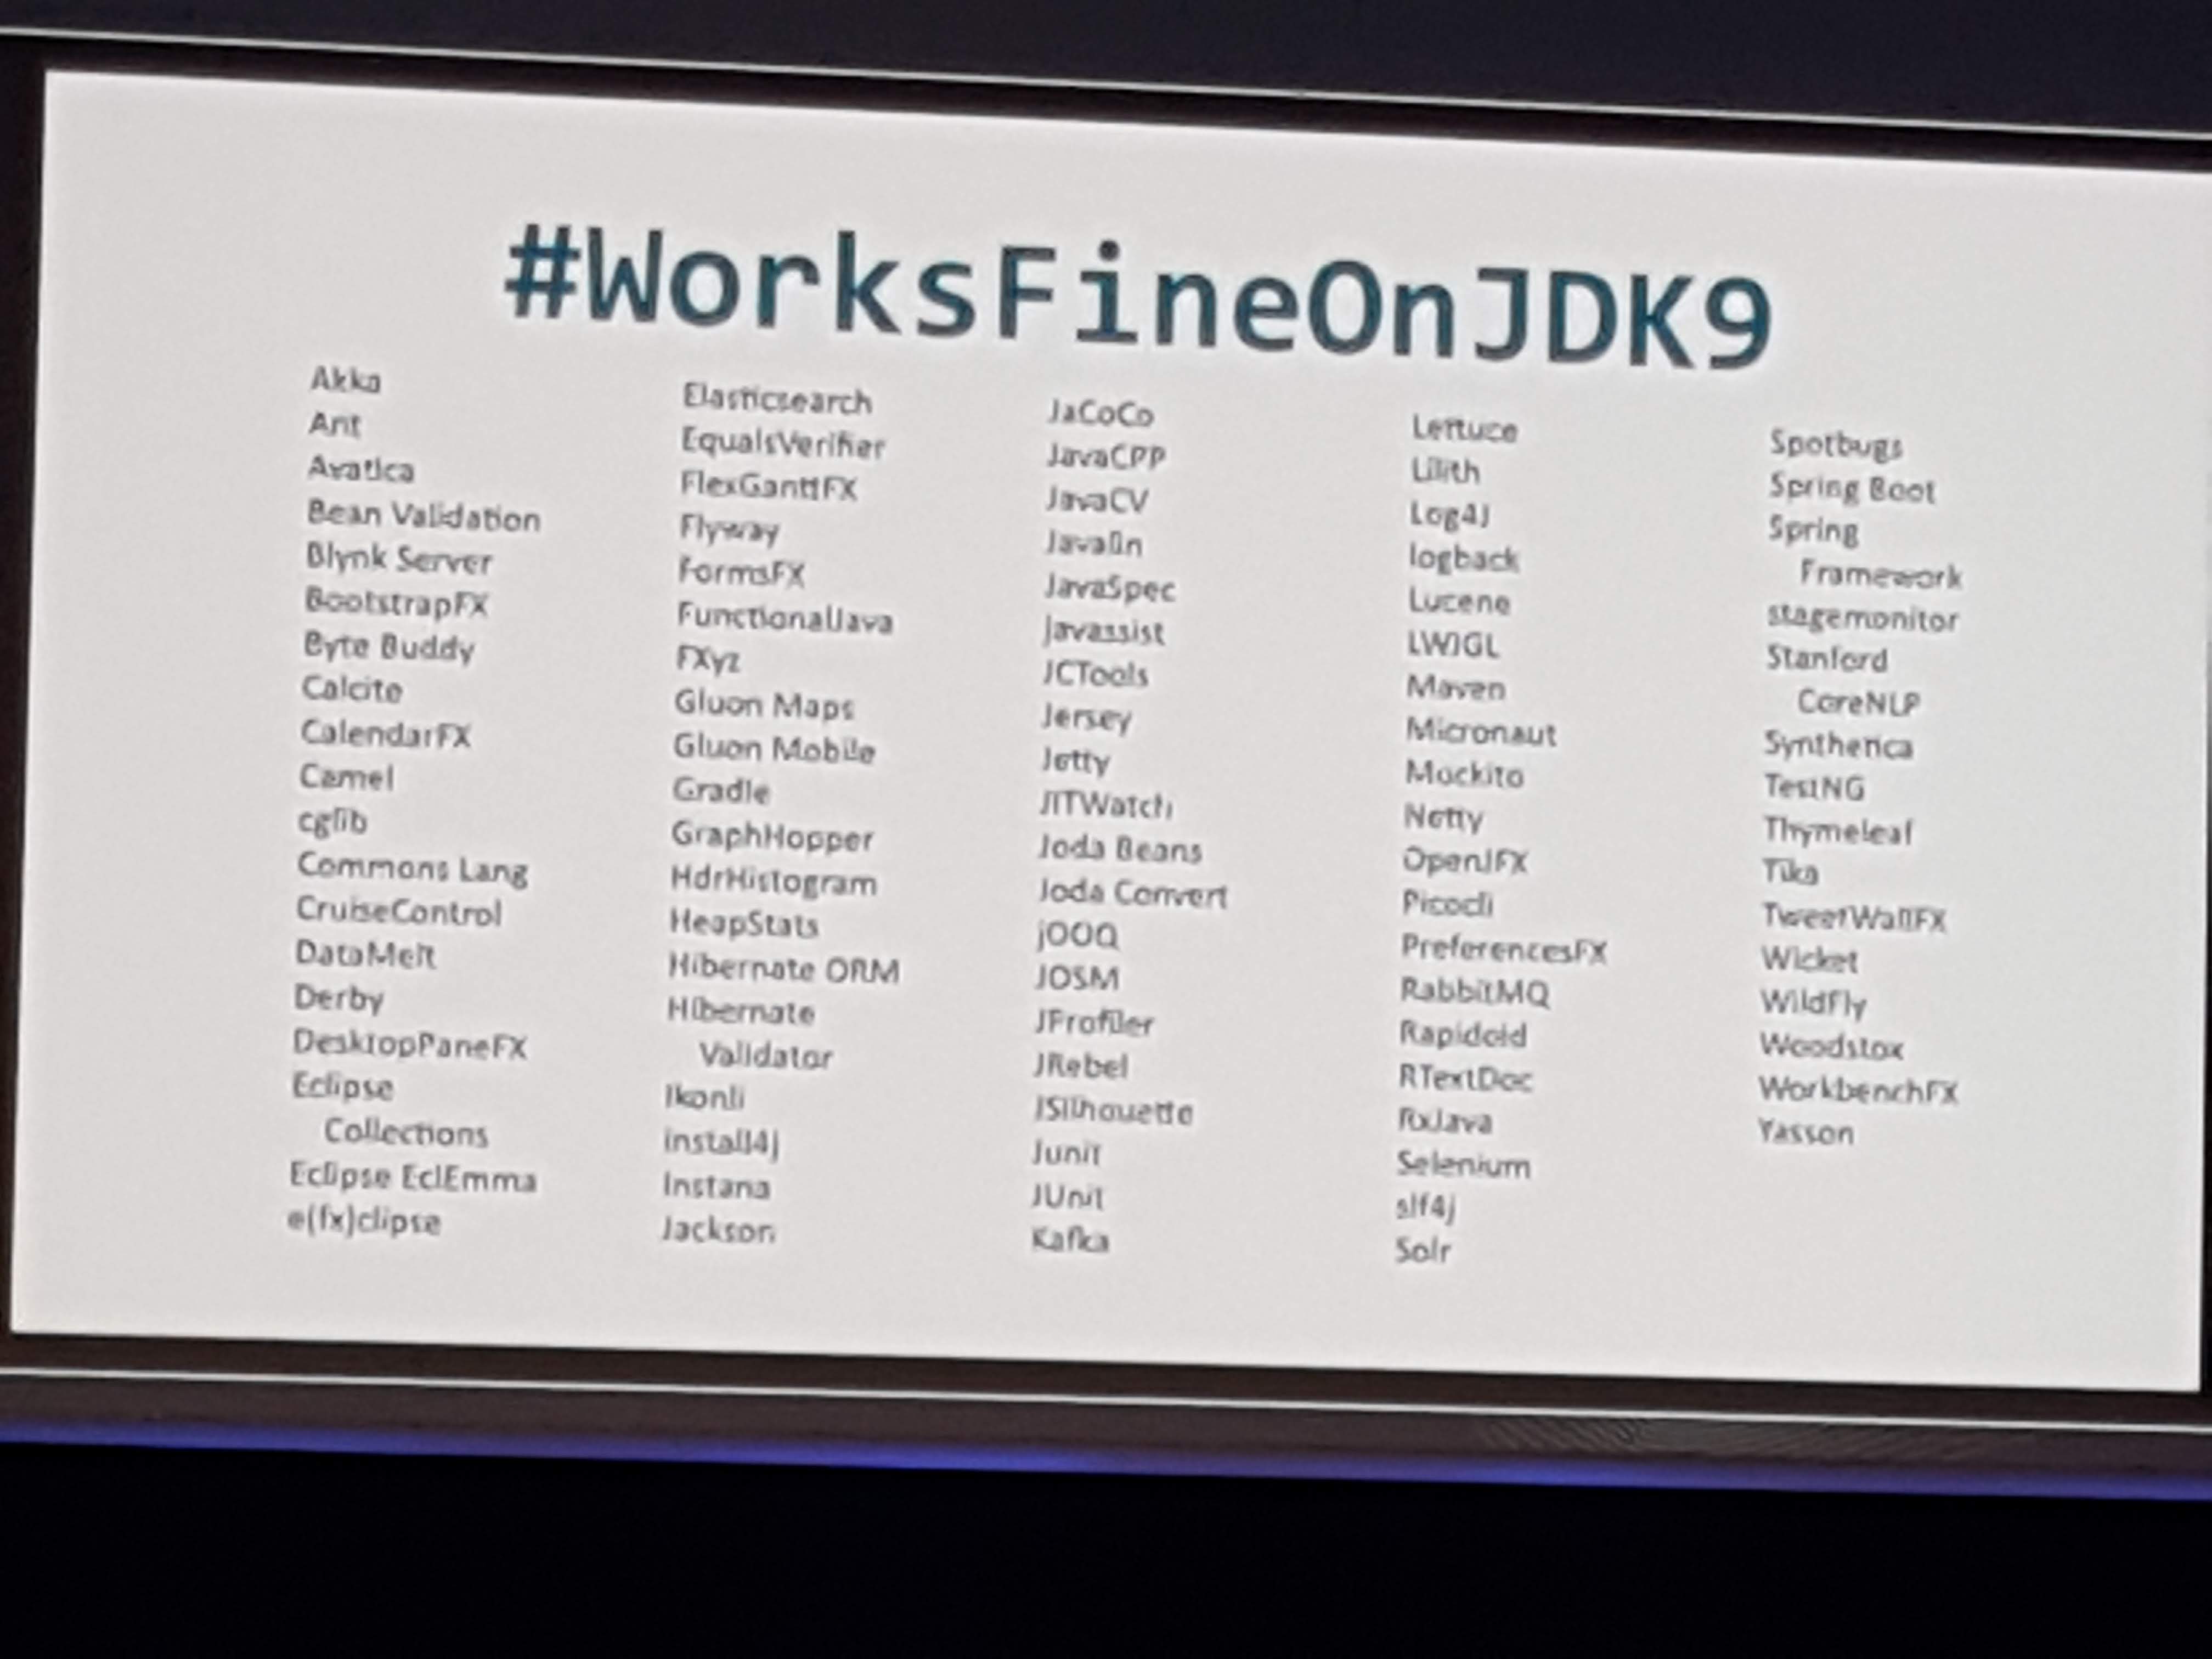 #WorksFineOnJDK9
Akka
Ant
Avatica
Bean Validation
Blynk Server
BootstrapFX
Byte Buddy
Calcite
CalendarFX
Camel
cglib
Commons Lang
CruiseControl
DataMelt
Derby
DesktopPaneFX
Eclipse
Collections
Eclipse EclEmma
e(fx)clipse
Elasticsearch
EqualsVerifier
FlexGanttFX
Flyway
FormsFX
FunctionalJava
FXyz
Gluon Maps
Gluon Mobile
Gradle
GraphHopper
HdrHistogram
HeapStats
Hibernate ORM
Hibernate
Validator
Ikonli
install4j
Instana
Jackson
JaCoCo
JavaCPP
JavaCV
Javalin
JavaSpec
Javassist
JCTools
Jersey
Jetty
JITWatch
Joda Beans
Joda Convert
jOOQ
JOSM
JProfiler
JRebel
JSilhouette
Junit
JUnit
Kafka
Lettuce
Lilith
Log4J
logback
Lucene
LWJGL
Maven
Micronaut
Mockito
Netty
OpenJFX
Picocli
PreferencesFX
RabbitMQ
Rapidoid
RTextDoc
RxJava
Selenium
slf4j
Solr
Spotbugs
Spring Boot
Spring
Framework
stagemonitor
Stanford
CoreNLP
Synthetica
TestNG
Thymeleaf
Tika
TweetWallFX
Wicket
WildFly
Woodstox
WorkbenchFX
Yasson